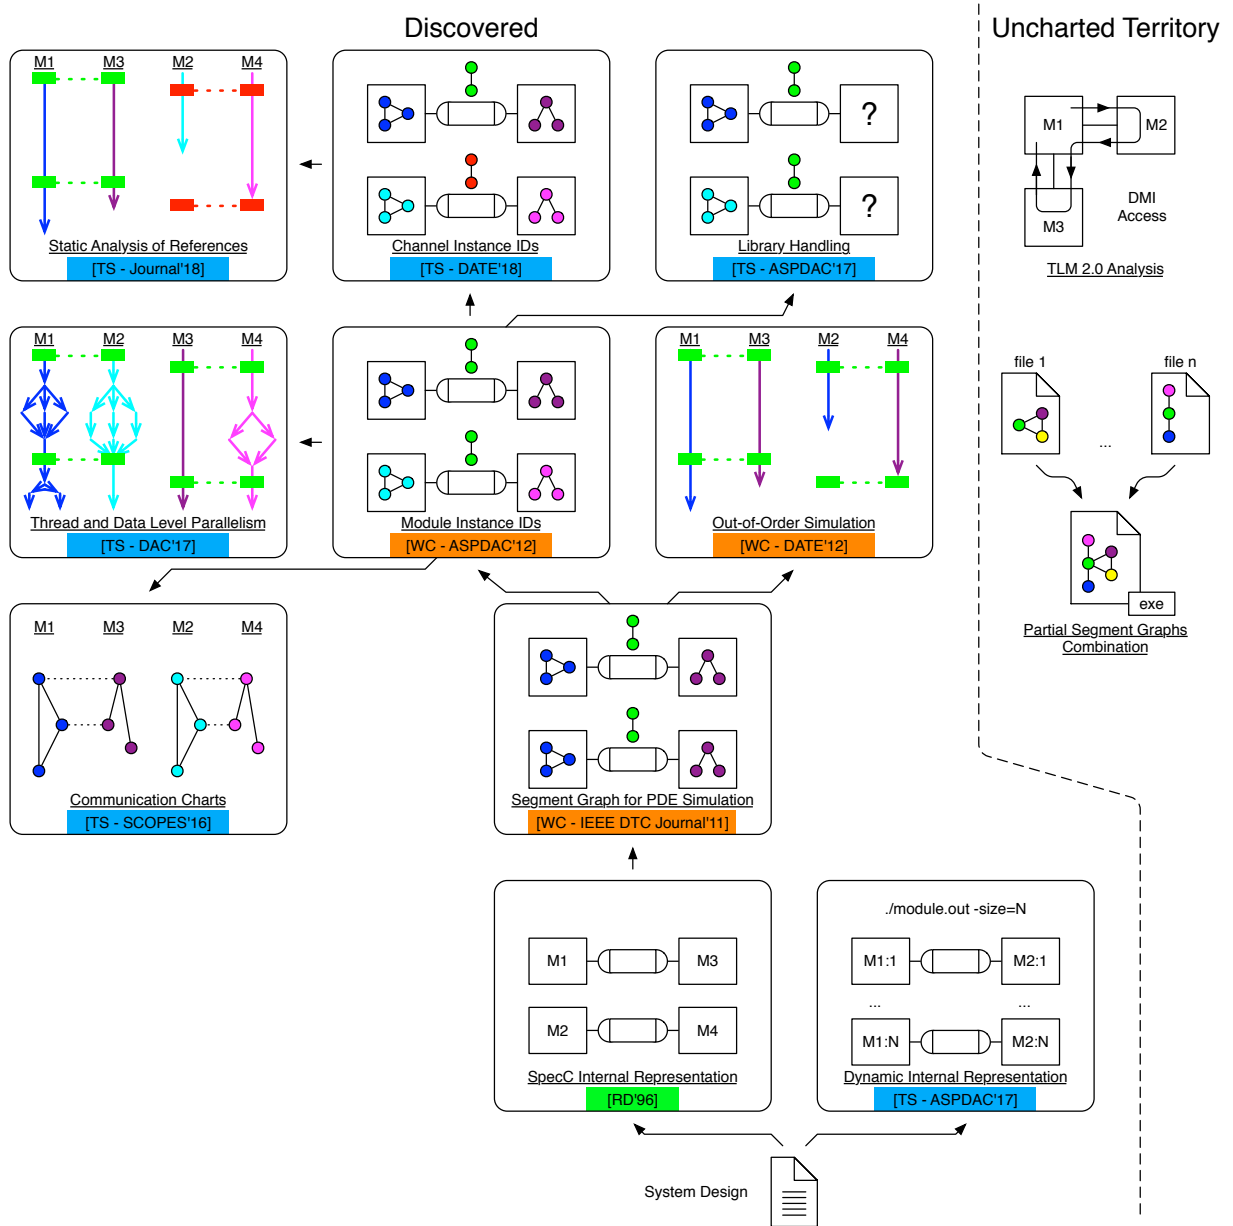 Discovered
Uncharted Territory
M1 M3 M2 M4
Static Analysis of References
[TS - Journal'18]
Channel Instance IDs
[TS - DATE'18]
?
?
Library Handling
[TS - ASPDAC'17]
M1 M2
M3
DMI
Access
TLM 2.0 Analysis
M1 M2 M3 M4
Thread and Data Level Parallelism
[TS - DAC'17]
Module Instance IDs
[WC - ASPDAC'12]
M1 M3 M2 M4
Out-of-Order Simulation
[WC - DATE'12]
file 1
file n
...
exe
Partial Segment Graphs
Combination
M1 M3 M2 M4
Communication Charts
[TS - SCOPES'16]
Segment Graph for PDE Simulation
[WC - IEEE DTC Journal'11]
M1 M3
M2 M4
SpecC Internal Representation
[RD'96]
./module.out -size=N
M1:1 M2:1
... ...
M1:N M2:N
Dynamic Internal Representation
[TS - ASPDAC'17]
System Design